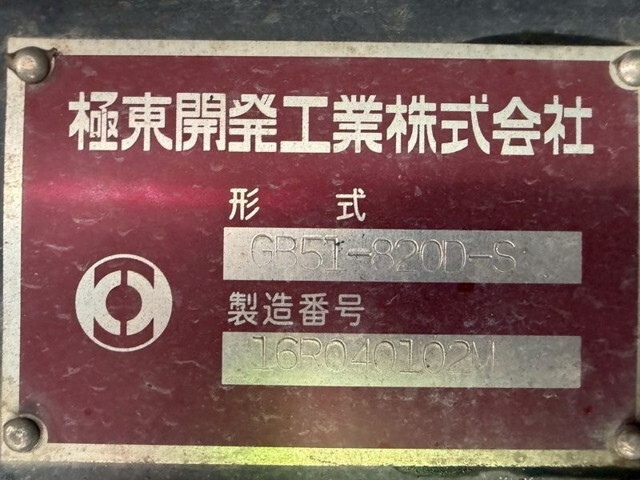 極東開発工業株式会社
形式
GB51-820D-S
製造番号
16R040102M